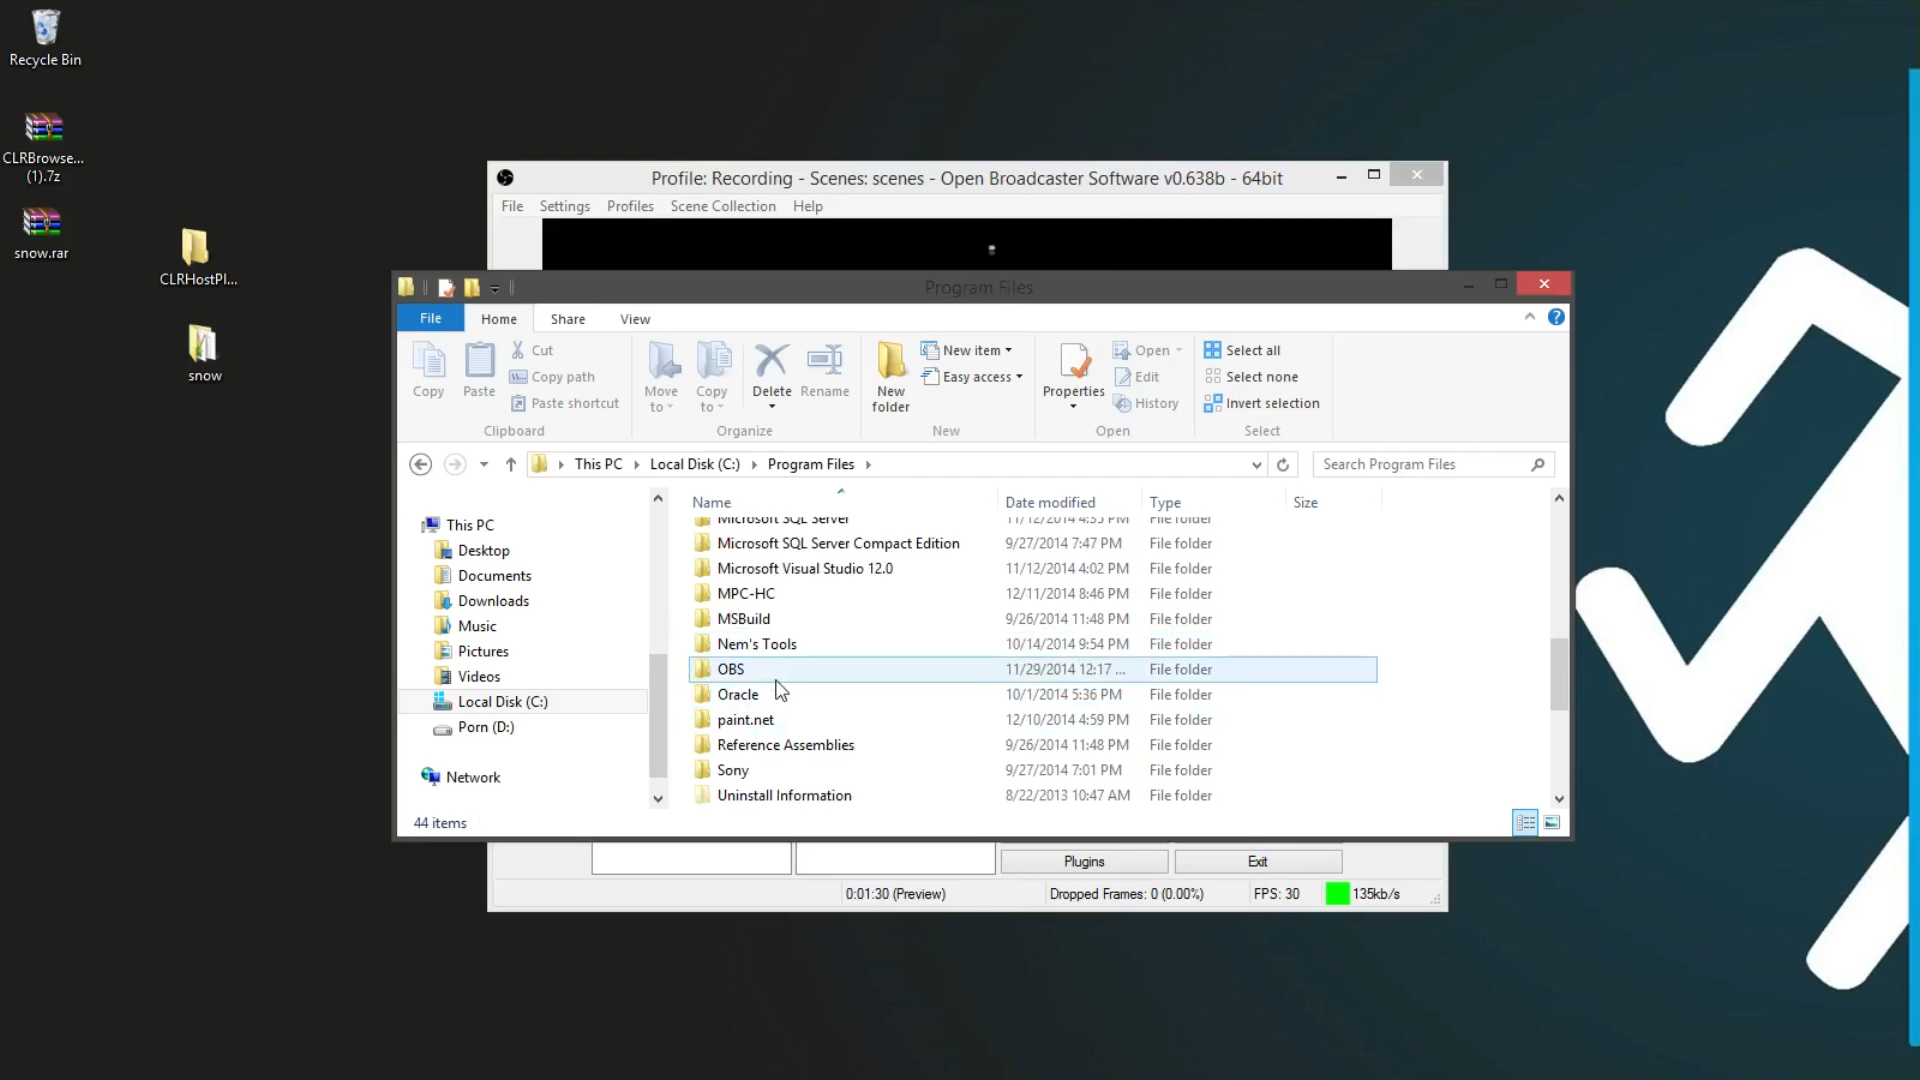 Recycle Bin
CLRBrowse...
(1).7z
snow.rar
CLRHostPl...
snow
Profile: Recording - Scenes: scenes - Open Broadcaster Software v0.638b - 64bit
File Settings Profiles Scene Collection Help
Program Files
File Home Share View
Copy
Paste
Cut
Copy path
Paste shortcut
Clipboard
Move to
Copy to
Delete
Rename
Organize
New folder
New item
Easy access
New
Properties
Open
Edit
History
Open
Select all
Select none
Invert selection
Select
This PC Local Disk (C:) Program Files
Search Program Files
This PC
Desktop
Documents
Downloads
Music
Pictures
Videos
Local Disk (C:)
Porn (D:)
Network
Name Date modified Type Size
Microsoft SQL Server 11/12/2014 4:55 PM File folder
Microsoft SQL Server Compact Edition 9/27/2014 7:47 PM File folder
Microsoft Visual Studio 12.0 11/12/2014 4:02 PM File folder
MPC-HC 12/11/2014 8:46 PM File folder
MSBuild 9/26/2014 11:48 PM File folder
Nem's Tools 10/14/2014 9:54 PM File folder
OBS 11/29/2014 12:17 ... File folder
Oracle 10/1/2014 5:36 PM File folder
paint.net 12/10/2014 4:59 PM File folder
Reference Assemblies 9/26/2014 11:48 PM File folder
Sony 9/27/2014 7:01 PM File folder
Uninstall Information 8/22/2013 10:47 AM File folder
44 items
Plugins Exit
0:01:30 (Preview) Dropped Frames: 0 (0.00%) FPS: 30 135kb/s